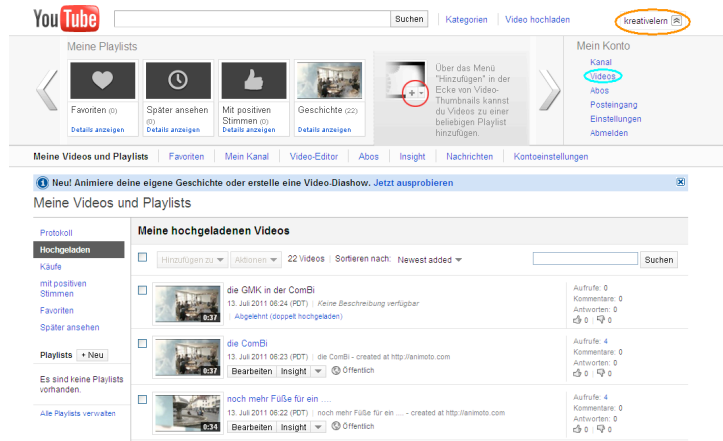 YouTube Suchen Kategorien Video hochladen kreativelern
Meine Playlists
Favoriten (0)
Details anzeigen
Später ansehen
(0)
Details anzeigen
Mit positiven
Stimmen (0)
Details anzeigen
Geschichte (22)
Details anzeigen
Über das Menü
"Hinzufügen" in der
Ecke von Video-
Thumbnails kannst
du Videos zu einer
beliebigen Playlist
hinzufügen.
Mein Konto
Kanal
Videos
Abos
Posteingang
Einstellungen
Abmelden
Meine Videos und Playlists Favoriten Mein Kanal Video-Editor Abos Insight Nachrichten Kontoeinstellungen
Neu! Animiere deine eigene Geschichte oder erstelle eine Video-Diashow. Jetzt ausprobieren
Meine Videos und Playlists
Protokoll
Hochgeladen
Käufe
mit positiven
Stimmen
Favoriten
Später ansehen
Playlists + Neu
Es sind keine Playlists
vorhanden.
Alle Playlists verwalten
Meine hochgeladenen Videos
Hinzufügen zu Aktionen 22 Videos Sortieren nach: Newest added Suchen
0:37
die GMK in der ComBi
13. Juli 2011 06:24 (PDT) Keine Beschreibung verfügbar
Abgelehnt (doppelt hochgeladen)
Aufrufe: 0
Kommentare: 0
Antworten: 0
0 0
0:37
die ComBi
13. Juli 2011 06:23 (PDT) die ComBi - created at http://animoto.com
Bearbeiten Insight Öffentlich
Aufrufe: 4
Kommentare: 0
Antworten: 0
0 0
0:34
noch mehr Füße für ein ....
13. Juli 2011 06:22 (PDT) noch mehr Füße für ein .... - created at http://animoto.com
Bearbeiten Insight Öffentlich
Aufrufe: 4
Kommentare: 0
Antworten: 0
0 0